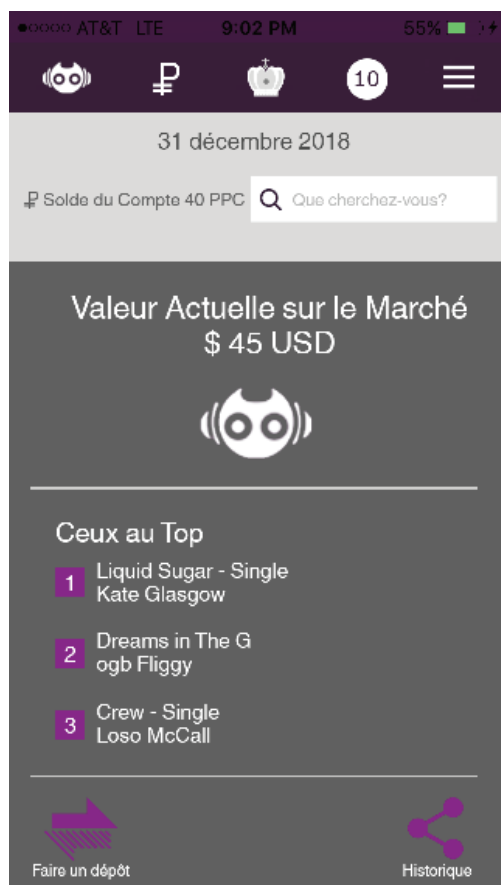 AT&T LTE 9:02 PM 55%
10
31 décembre 2018
Solde du Compte 40 PPC Que cherchez-vous?
Valeur Actuelle sur le Marché
$ 45 USD
Ceux au Top
1 Liquid Sugar - Single
Kate Glasgow
2 Dreams in The G
ogb Fliggy
3 Crew - Single
Loso McCall
Faire un dépôt Historique